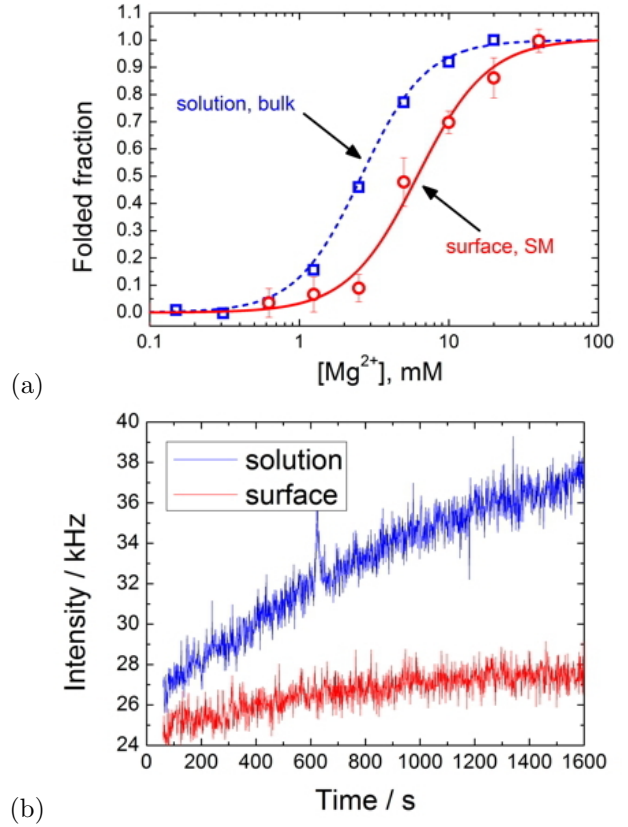 1.1
1.0
0.9
0.8
0.7
0.6
0.5
0.4
0.3
0.2
0.1
0.0
Folded fraction
solution, bulk
surface, SM
0.1 1 10 100
[Mg²⁺], mM
(a)
40
38
36
34
32
30
28
26
24
Intensity / kHz
solution
surface
0 200 400 600 800 1000 1200 1400 1600
Time / s
(b)